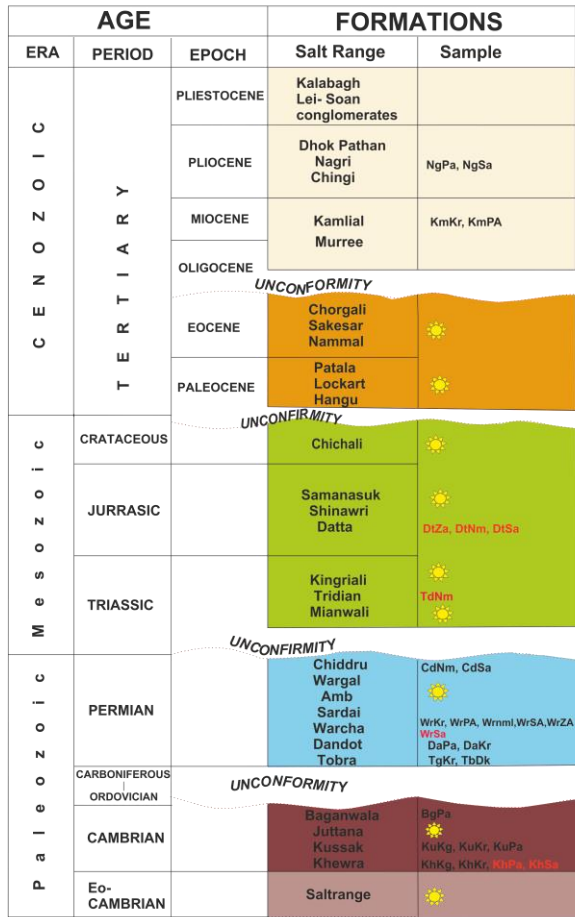 AGE FORMATIONS
ERA PERIOD EPOCH Salt Range Sample
CENOZOIC
TERTIARY
PLIESTOCENE
Kalabagh
Lei- Soan
conglomerates
PLIOCENE
Dhok Pathan
Nagri
Chingi
NgPa, NgSa
MIOCENE
Kamlial
KmKr, KmPA
Murree
OLIGOCENE
UNCONFORMITY
EOCENE
Chorgali
Sakesar
Nammal
PALEOCENE
Patala
Lockart
Hangu
UNCONFIRMITY
Mesozoic
CRATACEOUS
Chichali
JURRASIC
Samanasuk
Shinawri
Datta
DtZa, DtNm, DtSa
TRIASSIC
Kingriali
Tridian
TdNm
Mianwali
UNCONFIRMITY
Paleozoic
PERMIAN
Chiddru
CdNm, CdSa
Wargal
Amb
Sardai
Warcha
WrKr, WrPA, Wrnml,WrSA,WrZA
WrSa
Dandot
DaPa, DaKr
Tobra
TgKr, TbDk
CARBONIFEROUS
|
ORDOVICIAN
UNCONFORMITY
CAMBRIAN
Baganwala
BgPa
Juttana
Kussak
KuKg, KuKr, KuPa
Khewra
KhKg, KhKr, KhPa, KhSa
Eo-
CAMBRIAN
Saltrange